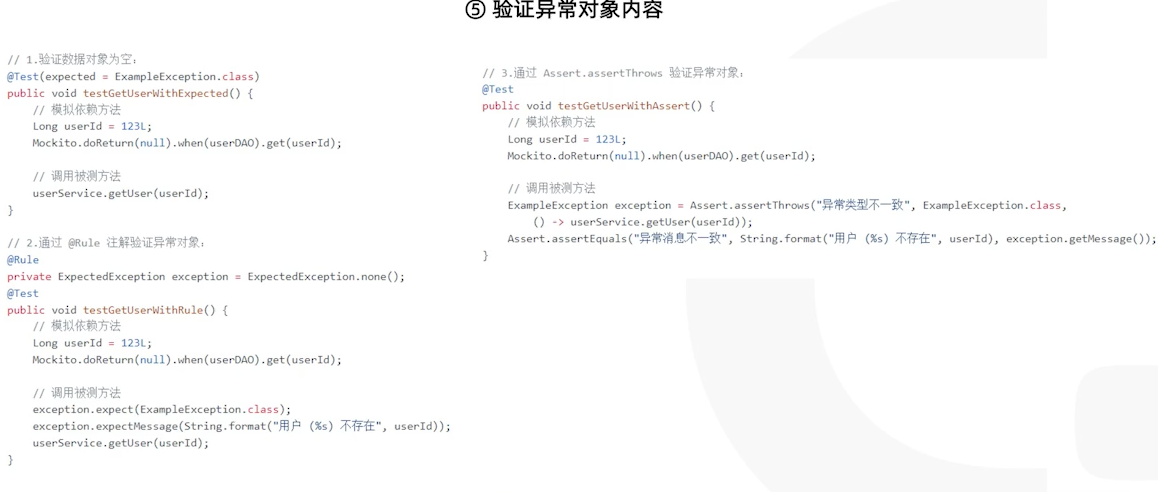 ⑤ 验证异常对象内容
// 1.验证数据对象为空：
@Test(expected = ExampleException.class)
public void testGetUserWithExpected() {
    // 模拟依赖方法
    Long userId = 123L;
    Mockito.doReturn(null).when(userDAO).get(userId);

    // 调用被测方法
    userService.getUser(userId);
}

// 2.通过 @Rule 注解验证异常对象：
@Rule
private ExpectedException exception = ExpectedException.none();
@Test
public void testGetUserWithRule() {
    // 模拟依赖方法
    Long userId = 123L;
    Mockito.doReturn(null).when(userDAO).get(userId);

    // 调用被测方法
    exception.expect(ExampleException.class);
    exception.expectMessage(String.format("用户 (%s) 不存在", userId));
    userService.getUser(userId);
}

// 3.通过 Assert.assertThrows 验证异常对象：
@Test
public void testGetUserWithAssert() {
    // 模拟依赖方法
    Long userId = 123L;
    Mockito.doReturn(null).when(userDAO).get(userId);

    // 调用被测方法
    ExampleException exception = Assert.assertThrows("异常类型不一致", ExampleException.class,
        () -> userService.getUser(userId));
    Assert.assertEquals("异常消息不一致", String.format("用户 (%s) 不存在", userId), exception.getMessage());
}